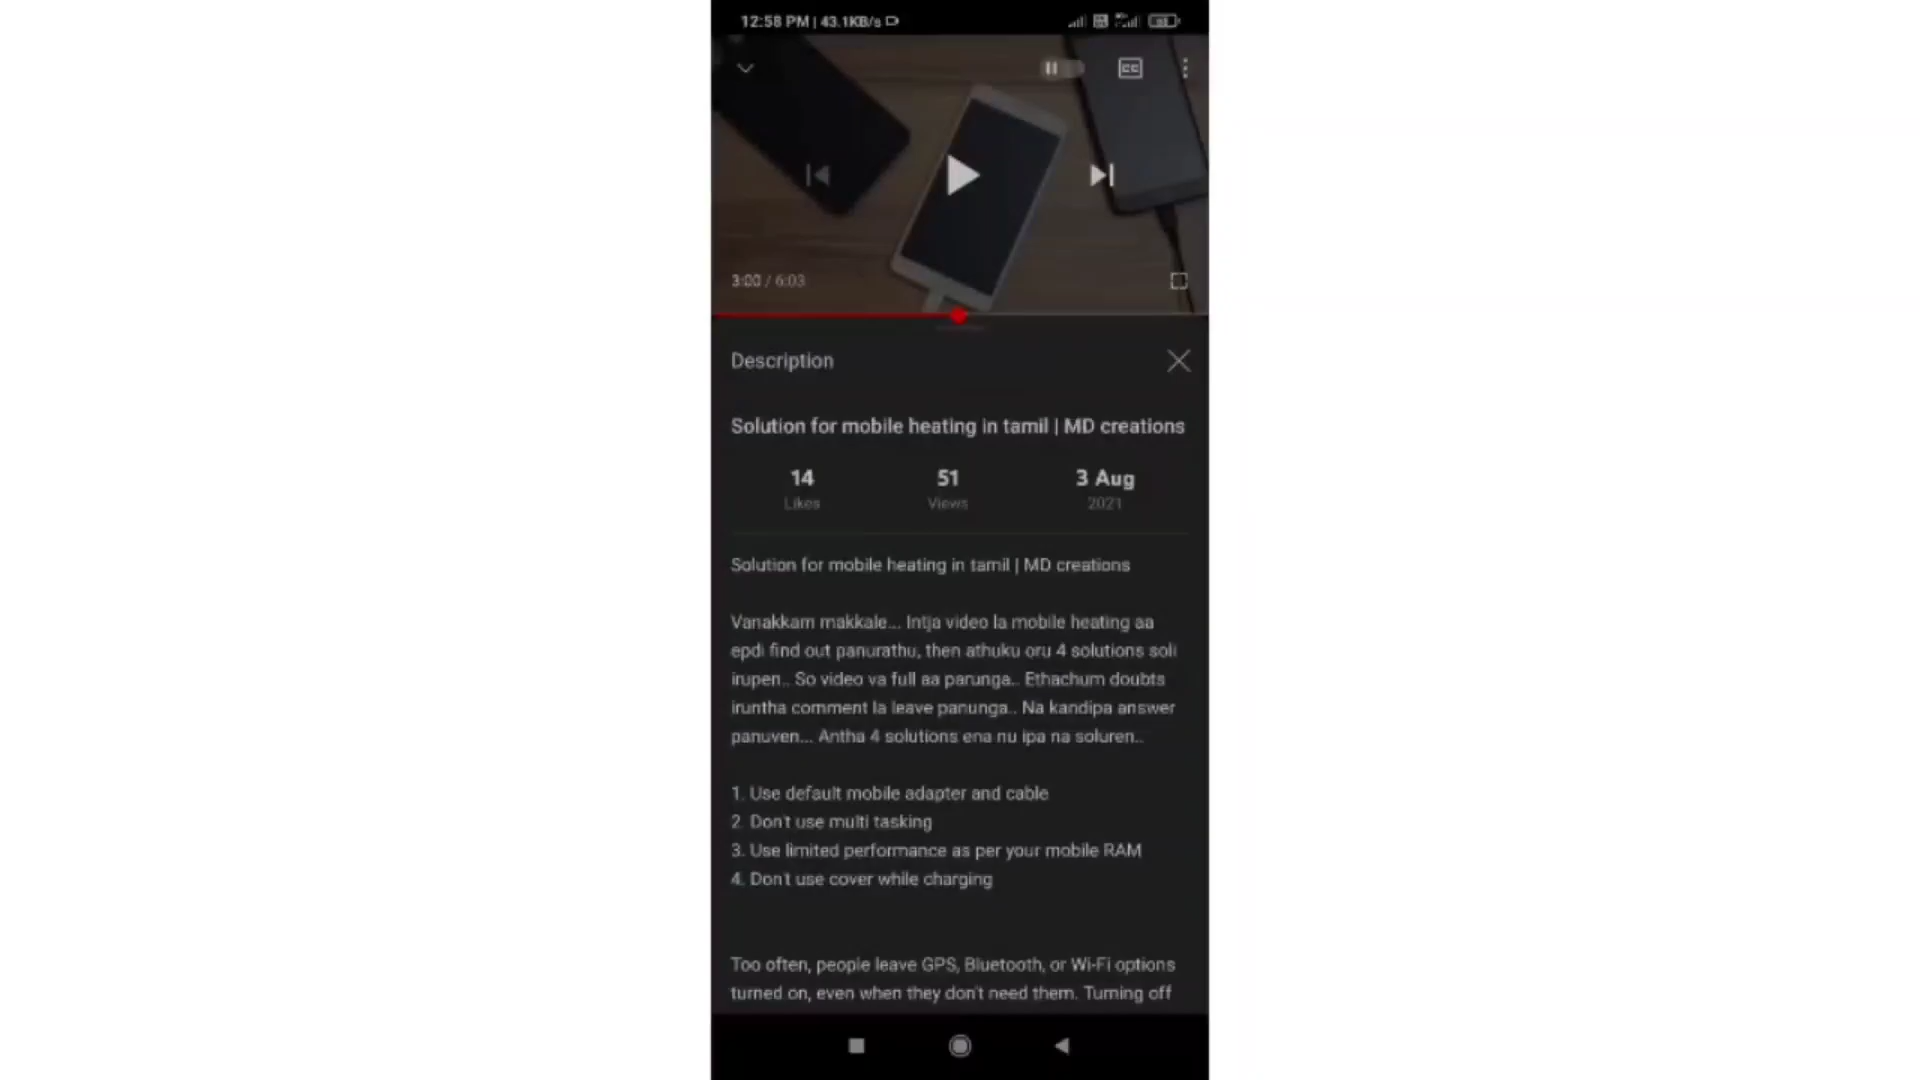 12:58 PM | 43.1KB/s
CC
3:00 / 6:03
Description
Solution for mobile heating in tamil | MD creations
14 51 3 Aug
Likes Views 2021
Solution for mobile heating in tamil | MD creations
Vanakkam makkale... Intja video la mobile heating aa
epdi find out panurathu, then athuku oru 4 solutions soli
irupen.. So video va full aa parunga.. Ethachum doubts
iruntha comment la leave panunga.. Na kandipa answer
panuven... Antha 4 solutions ena nu ipa na soluren..
1. Use default mobile adapter and cable
2. Don't use multi tasking
3. Use limited performance as per your mobile RAM
4. Don't use cover while charging
Too often, people leave GPS, Bluetooth, or Wi-Fi options
turned on, even when they don't need them. Turning off